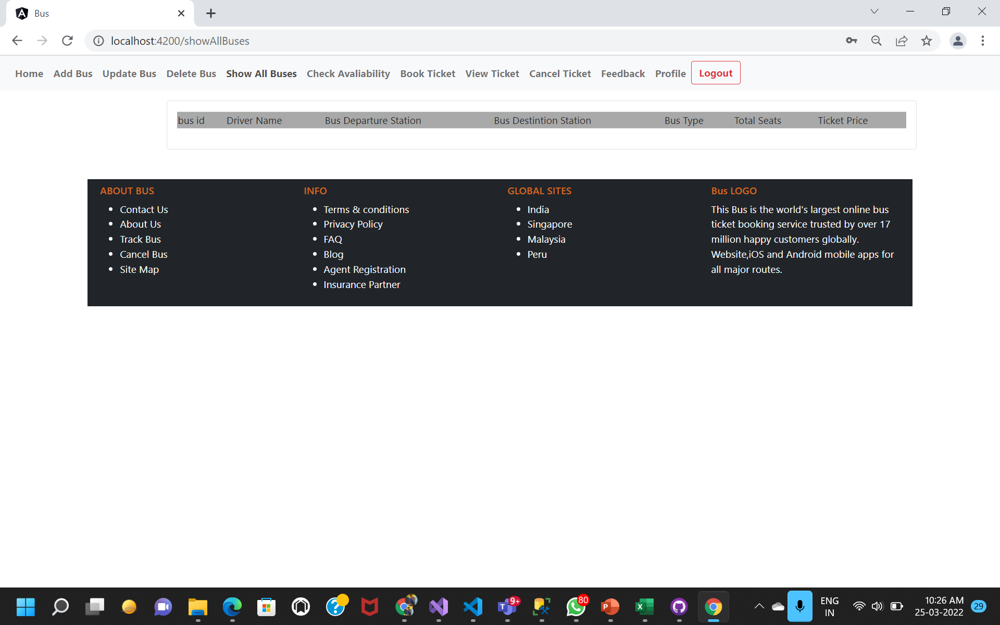 Bus
localhost:4200/showAllBuses
Home Add Bus Update Bus Delete Bus Show All Buses Check Avaliability Book Ticket View Ticket Cancel Ticket Feedback Profile Logout
bus id Driver Name Bus Departure Station Bus Destintion Station Bus Type Total Seats Ticket Price
ABOUT BUS
Contact Us
About Us
Track Bus
Cancel Bus
Site Map
INFO
Terms & conditions
Privacy Policy
FAQ
Blog
Agent Registration
Insurance Partner
GLOBAL SITES
India
Singapore
Malaysia
Peru
Bus LOGO
This Bus is the world's largest online bus
ticket booking service trusted by over 17
million happy customers globally.
Website,iOS and Android mobile apps for
all major routes.
9+
80
ENG
IN
10:26 AM
25-03-2022
29